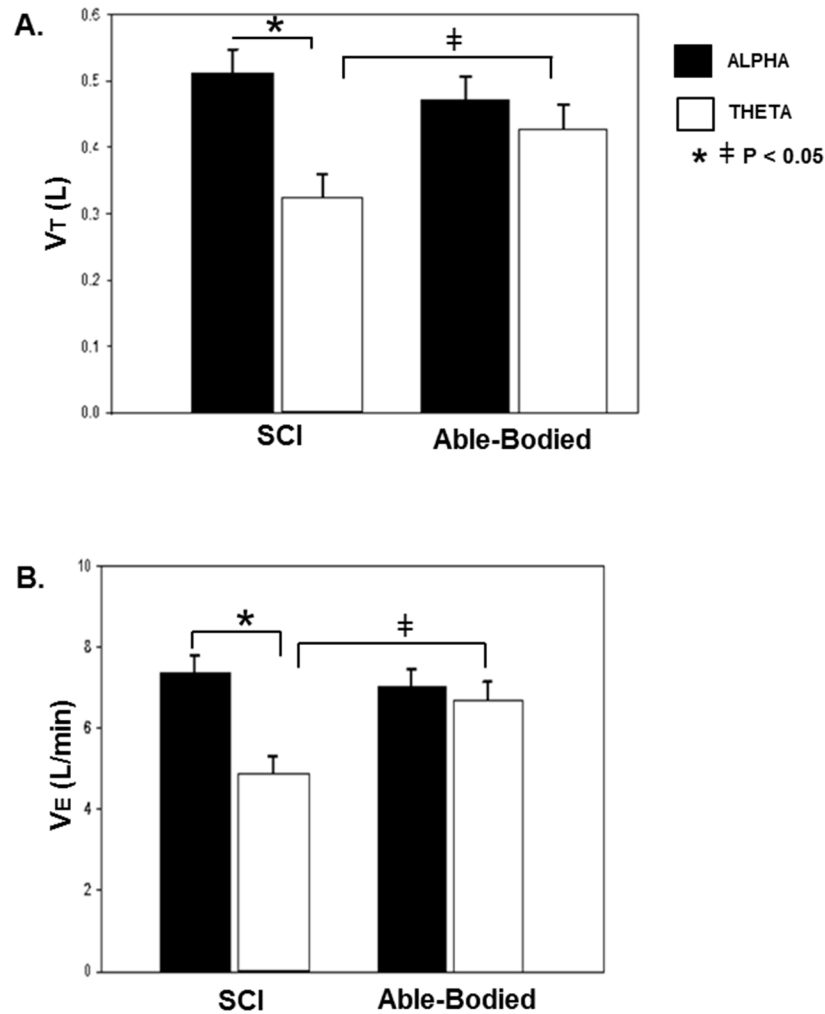 A.
0.6
0.5
0.4
0.3
0.2
0.1
0.0
VT (L)
*
ǂ
SCI
Able-Bodied
ALPHA
THETA
* ǂ P < 0.05
B.
10
8
6
4
2
0
VE (L/min)
*
ǂ
SCI
Able-Bodied